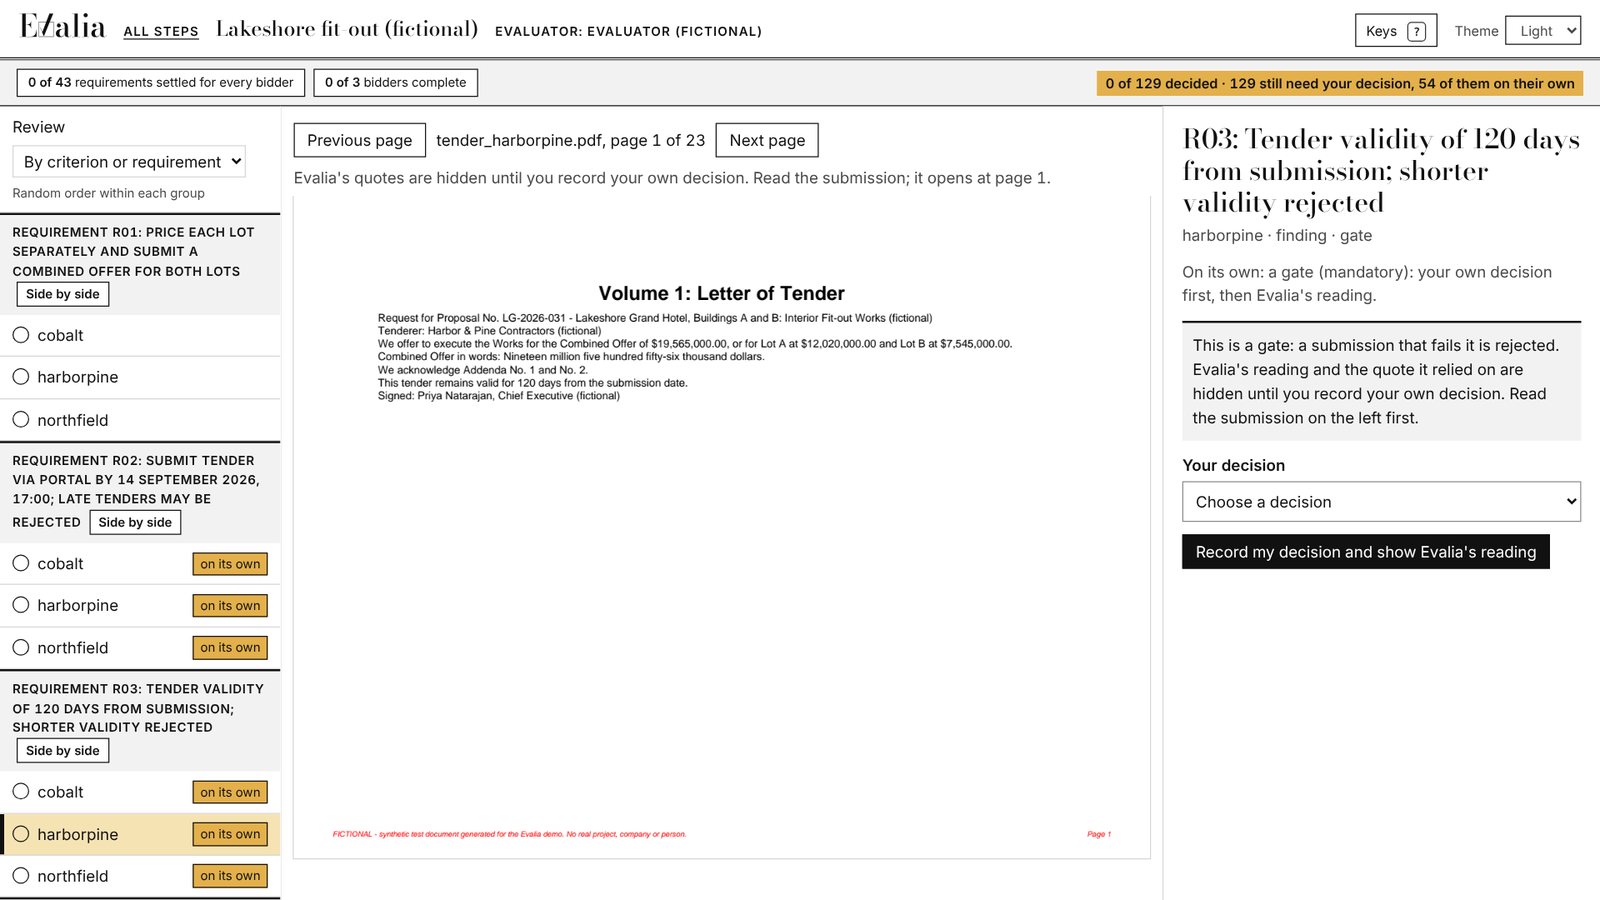 Evalia ALL STEPS Lakeshore fit-out (fictional) EVALUATOR: EVALUATOR (FICTIONAL) Keys ? Theme Light
0 of 43 requirements settled for every bidder 0 of 3 bidders complete 0 of 129 decided · 129 still need your decision, 54 of them on their own
Review
By criterion or requirement
Random order within each group
REQUIREMENT R01: PRICE EACH LOT
SEPARATELY AND SUBMIT A
COMBINED OFFER FOR BOTH LOTS
Side by side
cobalt
harborpine
northfield
REQUIREMENT R02: SUBMIT TENDER
VIA PORTAL BY 14 SEPTEMBER 2026,
17:00; LATE TENDERS MAY BE
REJECTED Side by side
cobalt on its own
harborpine on its own
northfield on its own
REQUIREMENT R03: TENDER VALIDITY
OF 120 DAYS FROM SUBMISSION;
SHORTER VALIDITY REJECTED
Side by side
cobalt on its own
harborpine on its own
northfield on its own
Previous page tender_harborpine.pdf, page 1 of 23 Next page
Evalia's quotes are hidden until you record your own decision. Read the submission; it opens at page 1.
Volume 1: Letter of Tender
Request for Proposal No. LG-2026-031 - Lakeshore Grand Hotel, Buildings A and B: Interior Fit-out Works (fictional)
Tenderer: Harbor & Pine Contractors (fictional)
We offer to execute the Works for the Combined Offer of $19,565,000.00, or for Lot A at $12,020,000.00 and Lot B at $7,545,000.00.
Combined Offer in words: Nineteen million five hundred fifty-six thousand dollars.
We acknowledge Addenda No. 1 and No. 2.
This tender remains valid for 120 days from the submission date.
Signed: Priya Natarajan, Chief Executive (fictional)
FICTIONAL - synthetic test document generated for the Evalia demo. No real project, company or person. Page 1
R03: Tender validity of 120 days
from submission; shorter
validity rejected
harborpine · finding · gate
On its own: a gate (mandatory): your own decision
first, then Evalia's reading.
This is a gate: a submission that fails it is rejected.
Evalia's reading and the quote it relied on are
hidden until you record your own decision. Read
the submission on the left first.
Your decision
Choose a decision
Record my decision and show Evalia's reading